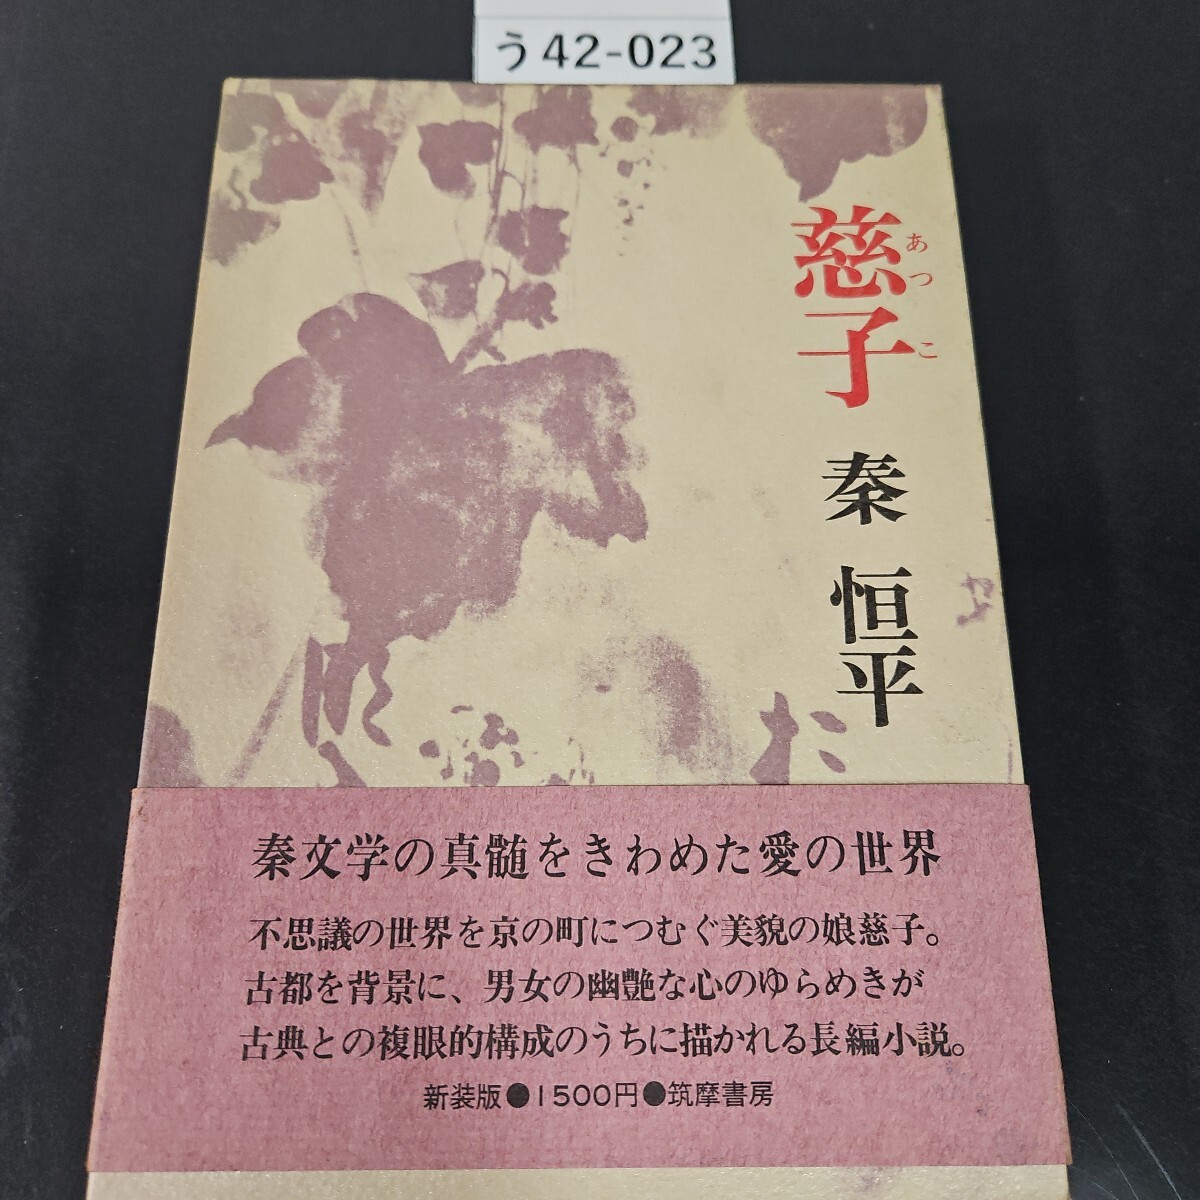 う42-023
慈子
あつこ
秦 恒平
秦文学の真髄をきわめた愛の世界
不思議の世界を京の町につむぐ美貌の娘慈子。
古都を背景に、男女の幽艶な心のゆらめきが
古典との複眼的構成のうちに描かれる長編小説。
新装版●1500円●筑摩書房